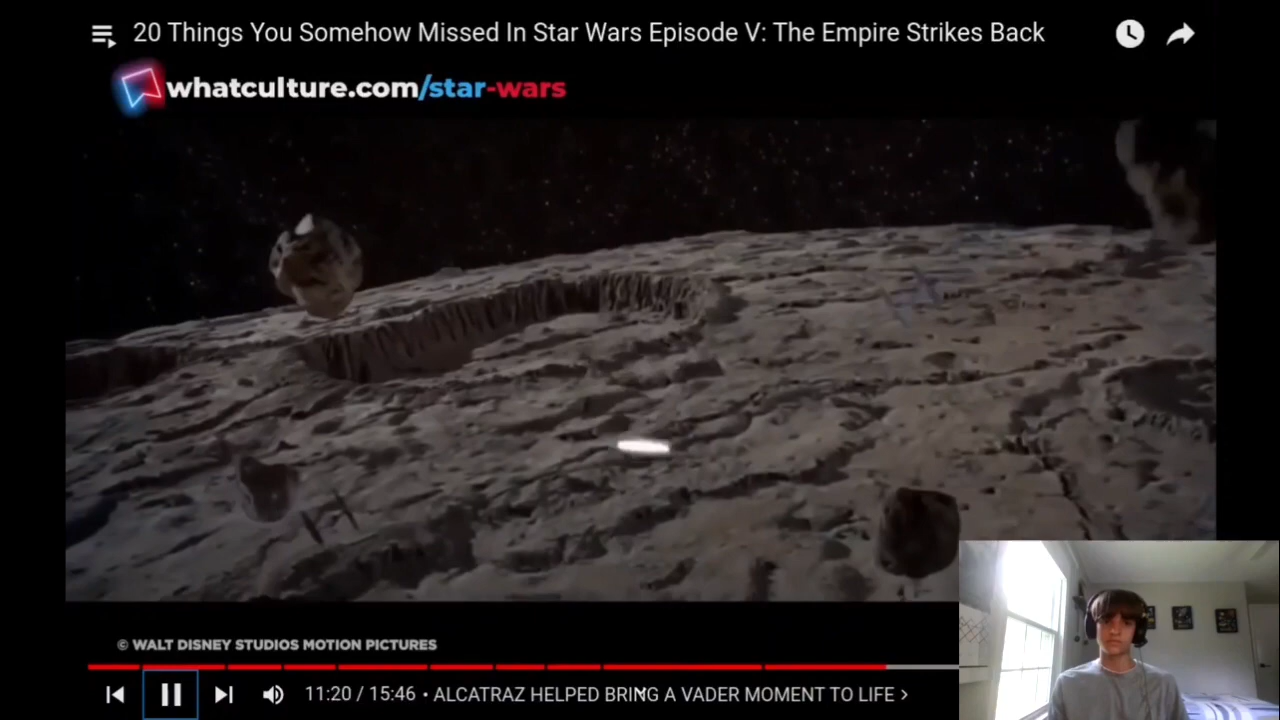 20 Things You Somehow Missed In Star Wars Episode V: The Empire Strikes Back
whatculture.com/star-wars
© WALT DISNEY STUDIOS MOTION PICTURES
11:20 / 15:46 • ALCATRAZ HELPED BRING A VADER MOMENT TO LIFE >